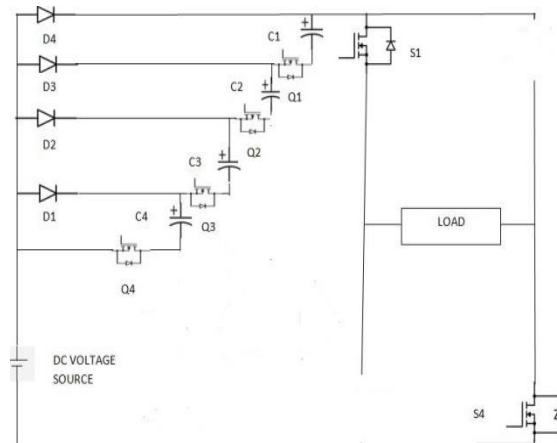 D4
C1
S1
D3
C2
Q1
D2
C3
Q2
D1
C4
Q3
LOAD
Q4
DC VOLTAGE
SOURCE
S4